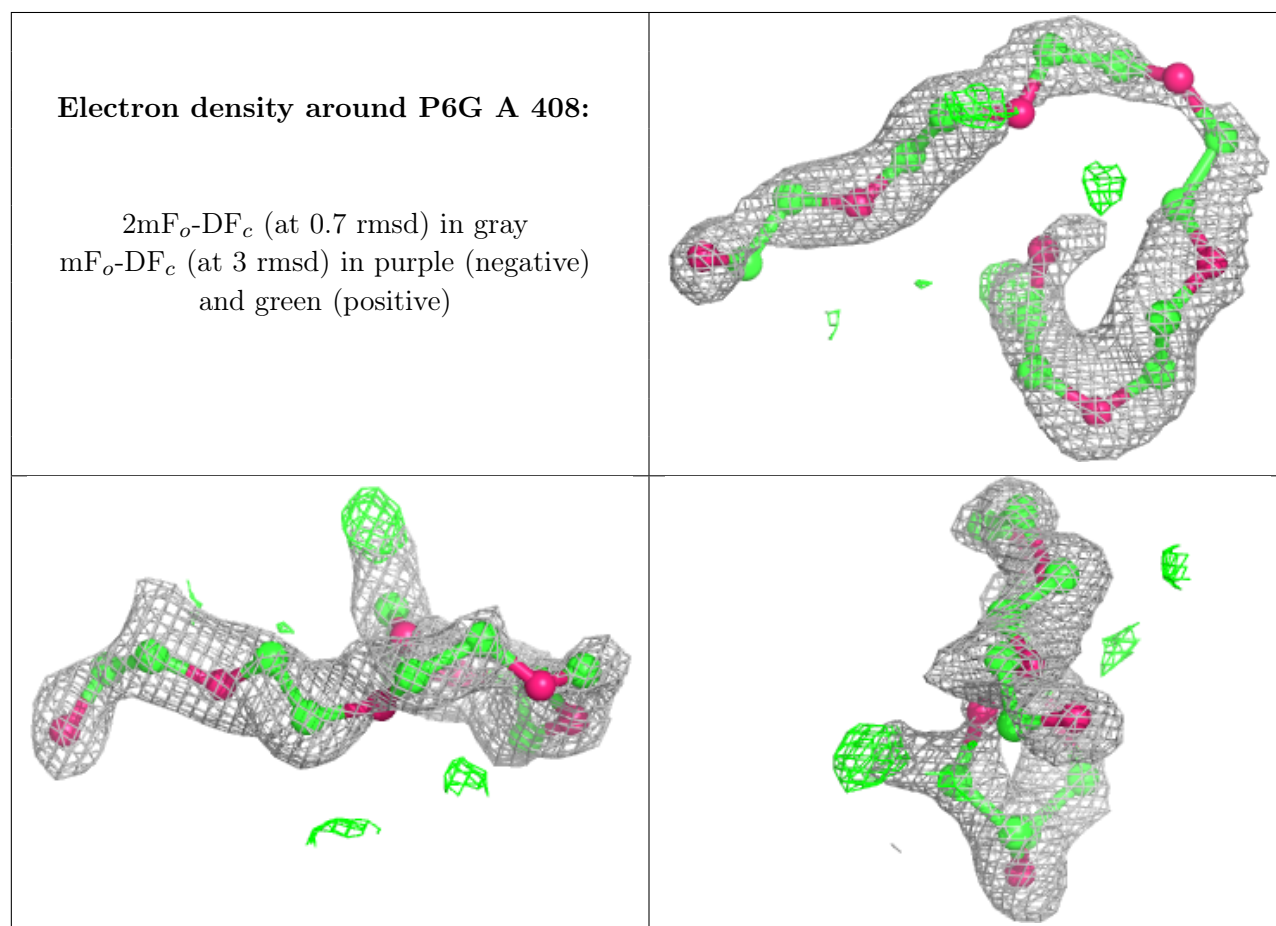 Electron density around P6G A 408:
2mFo-DFc (at 0.7 rmsd) in gray
mFo-DFc (at 3 rmsd) in purple (negative)
and green (positive)